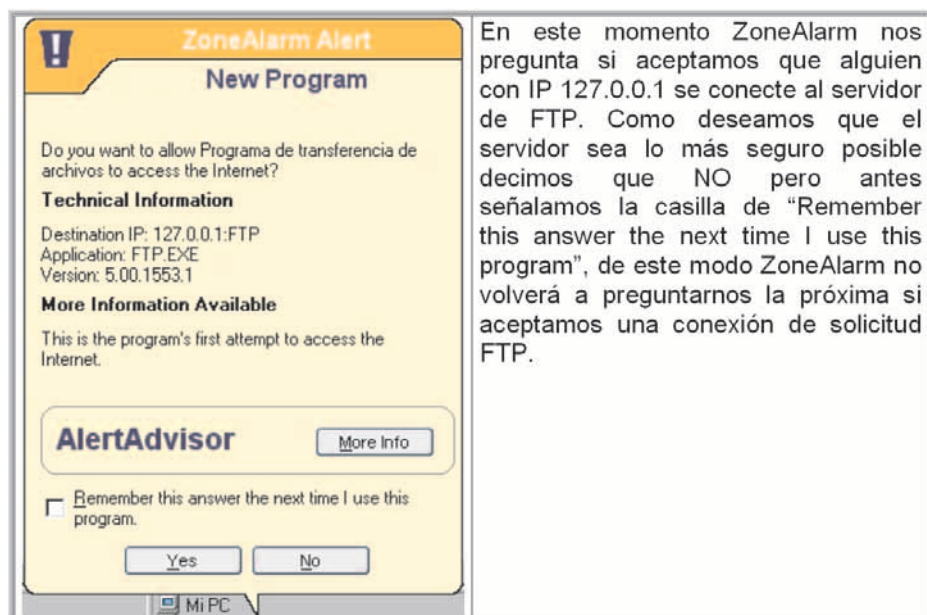 ZoneAlarm Alert
New Program
Do you want to allow Programa de transferencia de
archivos to access the Internet?
Technical Information
Destination IP: 127.0.0.1:FTP
Application: FTP.EXE
Version: 5.00.1553.1
More Information Available
This is the program's first attempt to access the
Internet.
AlertAdvisor
More Info
Remember this answer the next time I use this
program.
Yes
No
Mi PC
En este momento ZoneAlarm nos
pregunta si aceptamos que alguien
con IP 127.0.0.1 se conecte al servidor
de FTP. Como deseamos que el
servidor sea lo más seguro posible
decimos que NO pero antes
señalamos la casilla de “Remember
this answer the next time I use this
program”, de este modo ZoneAlarm no
volverá a preguntarnos la próxima si
aceptamos una conexión de solicitud
FTP.